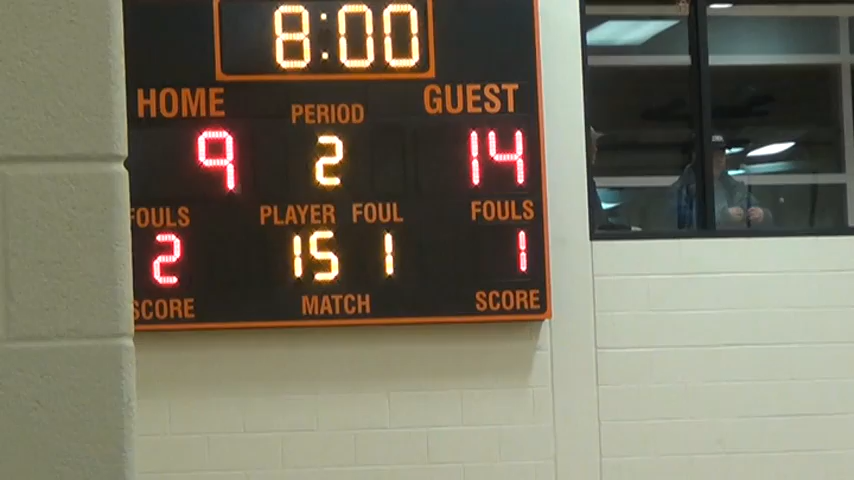 8:00
HOME PERIOD GUEST
9 2 14
FOULS PLAYER FOUL FOULS
2 15 1 1
SCORE MATCH SCORE